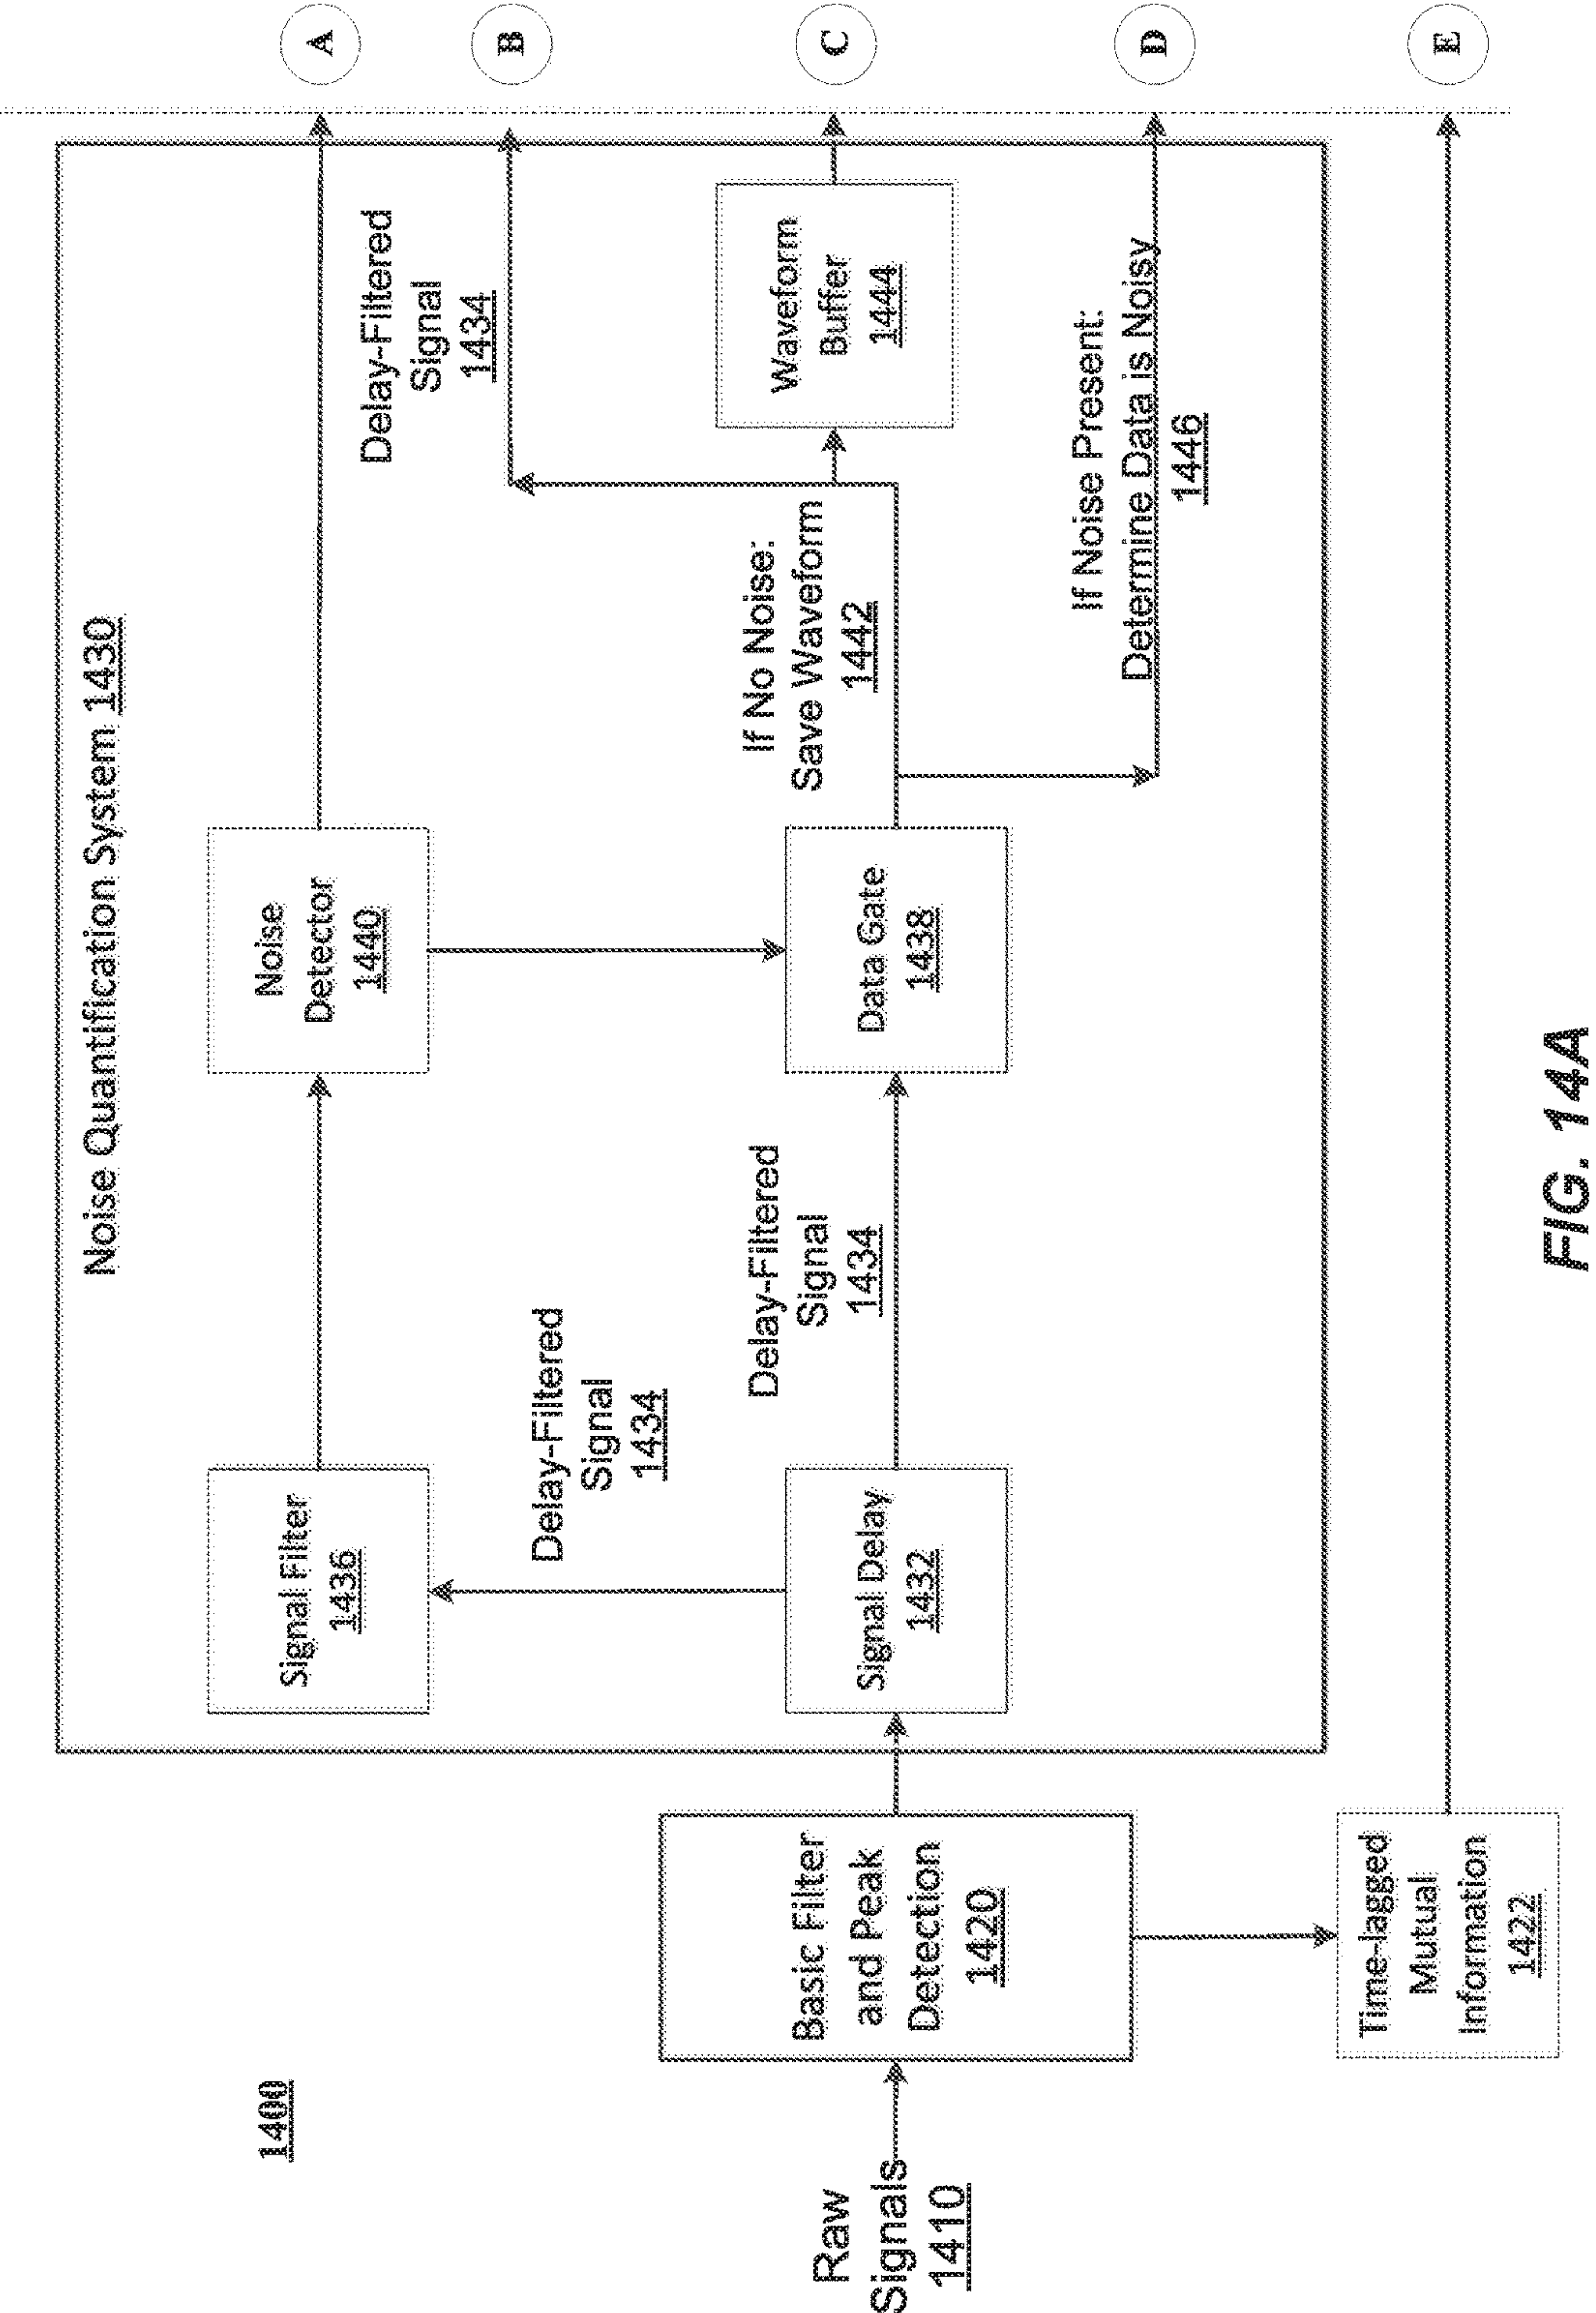 1400
Noise Quantification System 1430
Raw
Signals
1410
Basic Filter
and Peak
Detection
1420
Time-lagged
Mutual
Information
1422
Signal Filter
1436
Delay-Filtered
Signal
1434
Signal Delay
1432
Delay-Filtered
Signal
1434
Noise
Detector
1440
Data Gate
1438
If No Noise:
Save Waveform
1442
Delay-Filtered
Signal
1434
Waveform
Buffer
1444
If Noise Present:
Determine Data is Noisy
1446
A
B
C
D
E
FIG. 14A